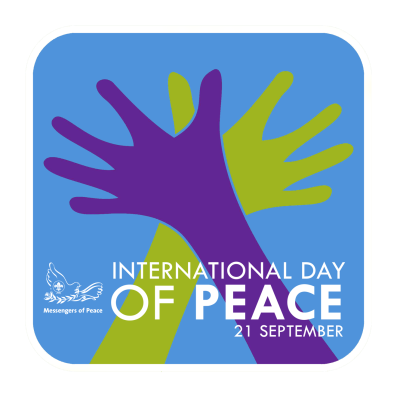 INTERNATIONAL DAY
OF PEACE
21 SEPTEMBER
Messengers of Peace